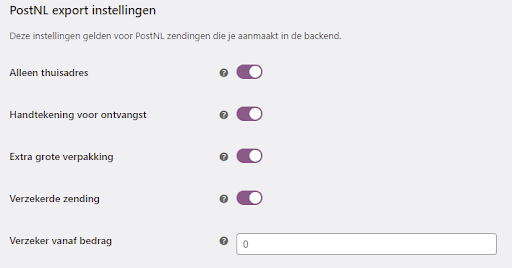 PostNL export instellingen
Deze instellingen gelden voor PostNL zendingen die je aanmaakt in de backend.
Alleen thuisadres
Handtekening voor ontvangst
Extra grote verpakking
Verzekerde zending
Verzeker vanaf bedrag
0